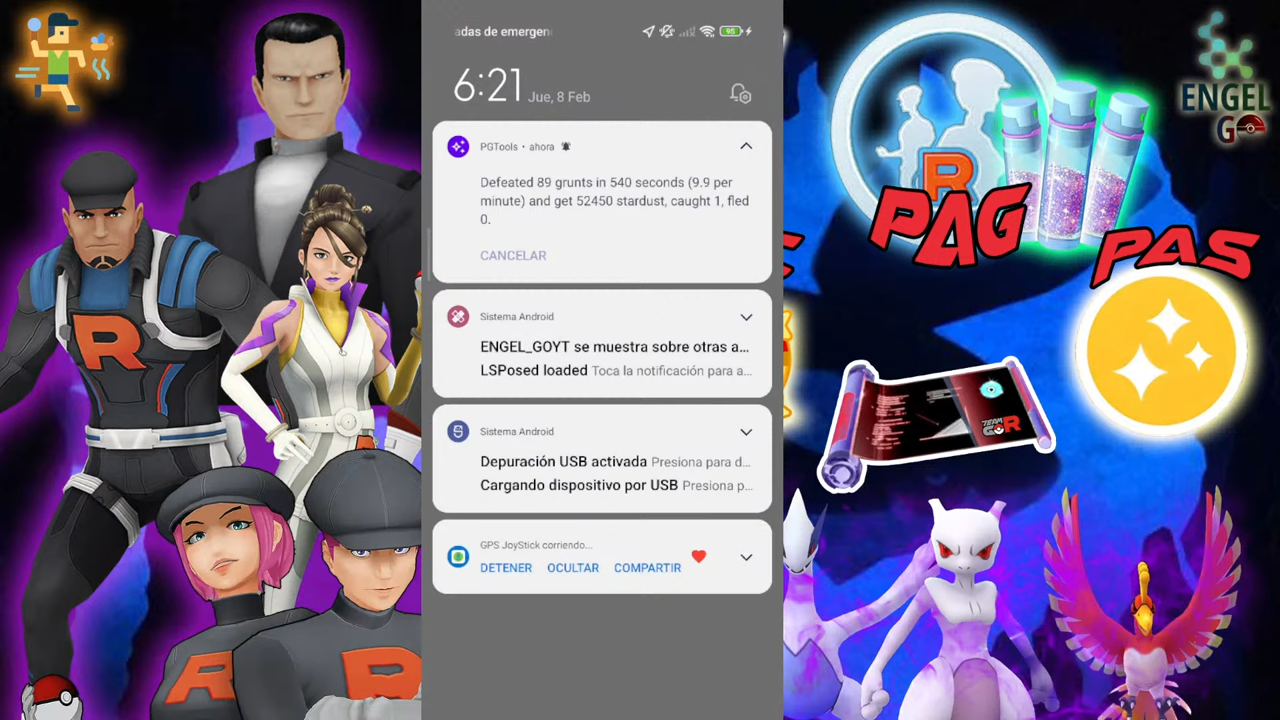 adas de emergen
95
6:21 Jue, 8 Feb
PGTools • ahora
Defeated 89 grunts in 540 seconds (9.9 per
minute) and get 52450 stardust, caught 1, fled
0.
CANCELAR
Sistema Android
ENGEL_GOYT se muestra sobre otras a...
LSPosed loaded Toca la notificación para a...
Sistema Android
Depuración USB activada Presiona para d...
Cargando dispositivo por USB Presiona p...
GPS JoyStick corriendo...
DETENER OCULTAR COMPARTIR
R
R
R
ENGEL
GO
R
PAG
PAS
TEAM
GO R